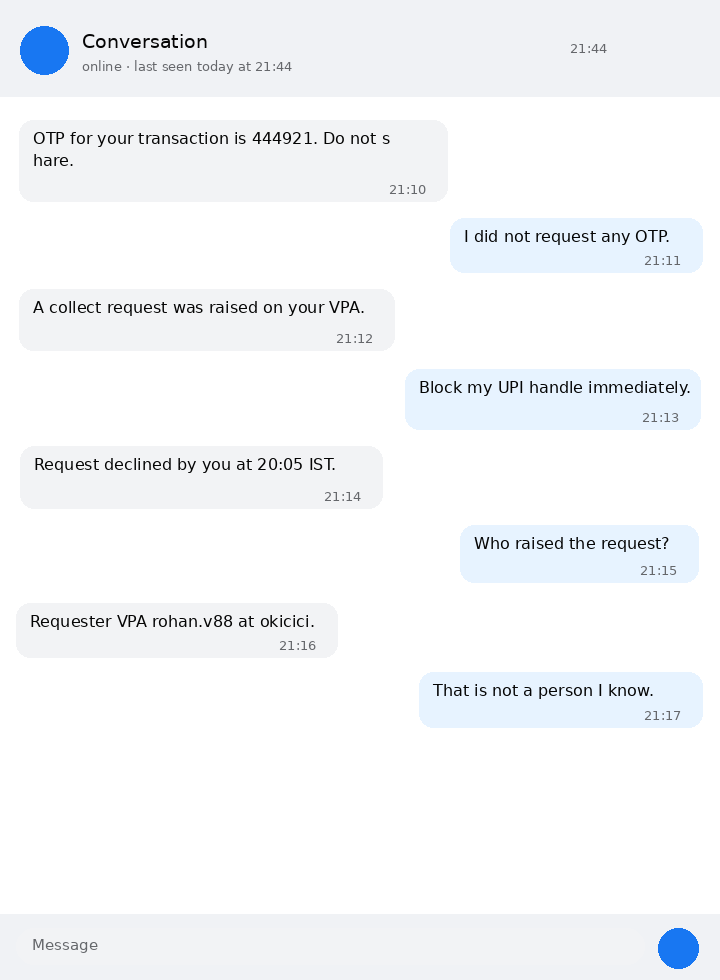 Conversation
online · last seen today at 21:44
21:44
OTP for your transaction is 444921. Do not s
hare.
21:10
I did not request any OTP.
21:11
A collect request was raised on your VPA.
21:12
Block my UPI handle immediately.
21:13
Request declined by you at 20:05 IST.
21:14
Who raised the request?
21:15
Requester VPA rohan.v88 at okicici.
21:16
That is not a person I know.
21:17
Message